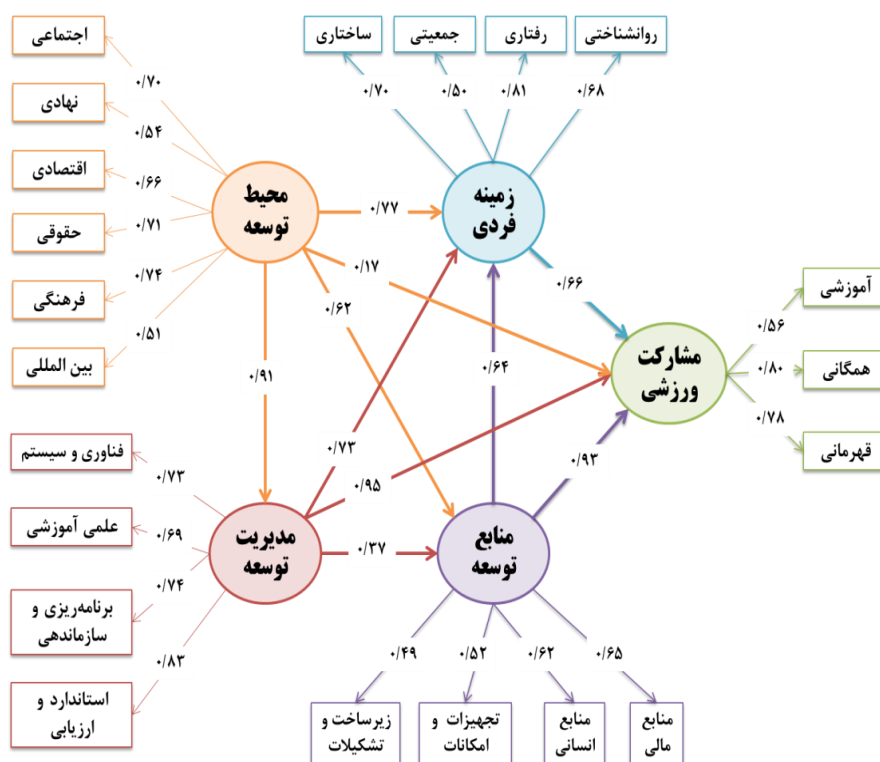 روانشناختی
رفتاری
جمعیتی
ساختاری
۰/۶۸
۰/۸۱
۰/۵۰
۰/۷۰
اجتماعی
نهادی
اقتصادی
حقوقی
فرهنگی
بین المللی
۰/۷۰
۰/۵۴
۰/۶۶
۰/۷۱
۰/۷۴
۰/۵۱
محیط
توسعه
زمینه
فردی
۰/۷۷
۰/۱۷
۰/۶۲
۰/۹۱
۰/۶۶
۰/۶۴
۰/۷۳
۰/۹۵
۰/۹۳
۰/۳۷
مشارکت
ورزشی
آموزشی
همگانی
قهرمانی
۰/۵۶
۰/۸۰
۰/۷۸
مدیریت
توسعه
منابع
توسعه
فناوری و سیستم
علمی آموزشی
برنامه‌ریزی و
سازماندهی
استاندارد و
ارزیابی
۰/۷۳
۰/۶۹
۰/۷۴
۰/۸۳
۰/۶۵
۰/۶۲
۰/۵۲
۰/۴۹
منابع
مالی
منابع
انسانی
تجهیزات و
امکانات
زیرساخت و
تشکیلات